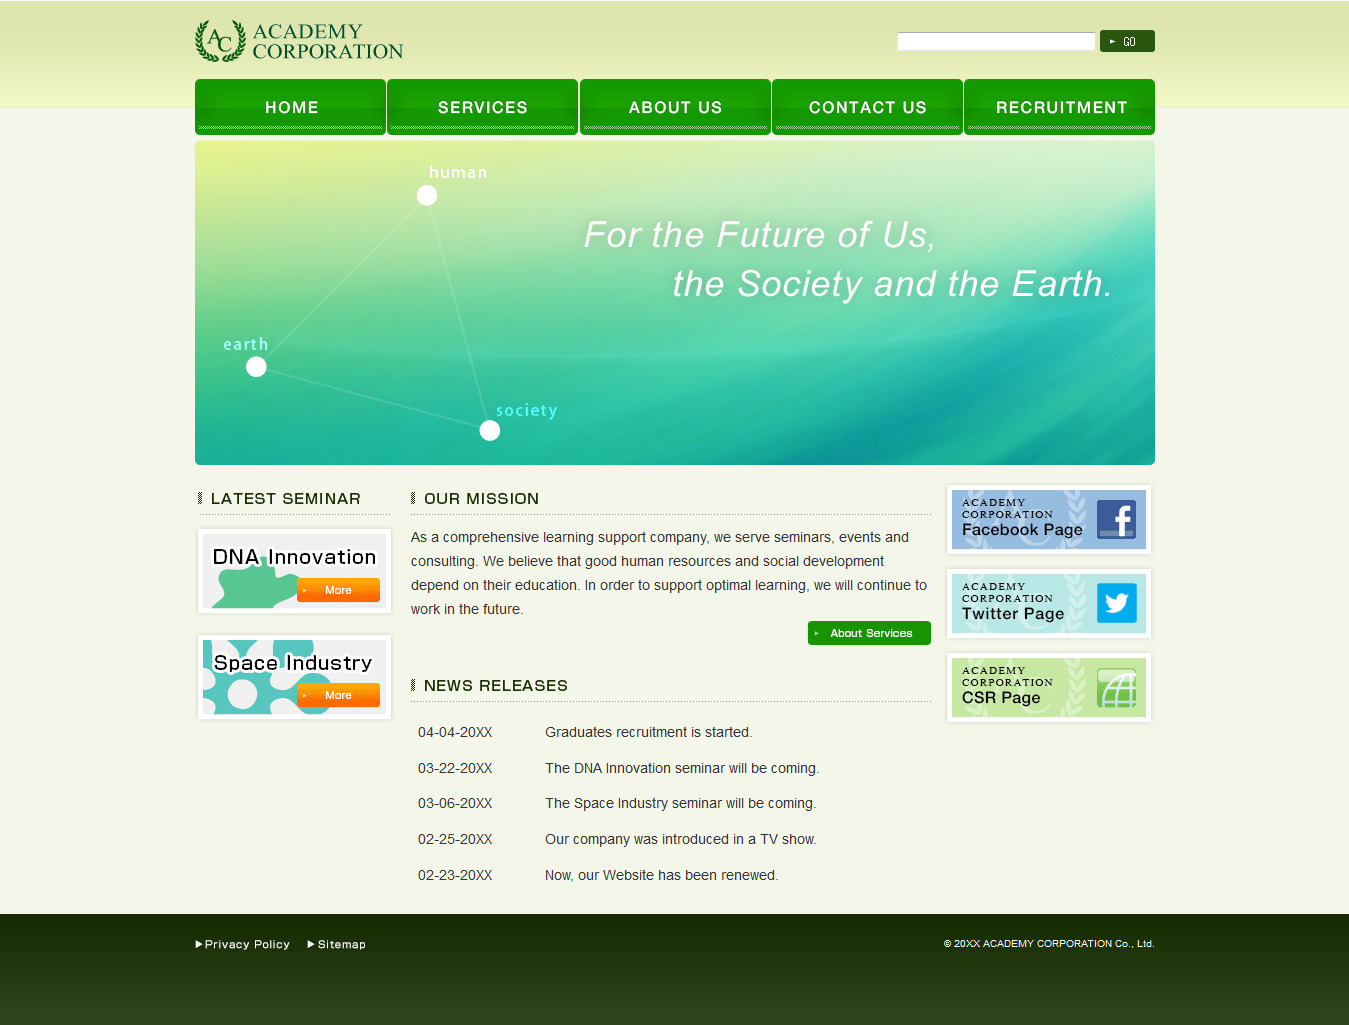 AC
ACADEMY
CORPORATION
GO
HOME
SERVICES
ABOUT US
CONTACT US
RECRUITMENT
human
For the Future of Us,
the Society and the Earth.
earth
society
LATEST SEMINAR
DNA Innovation
More
Space Industry
More
OUR MISSION
As a comprehensive learning support company, we serve seminars, events and
consulting. We believe that good human resources and social development
depend on their education. In order to support optimal learning, we will continue to
work in the future.
About Services
NEWS RELEASES
04-04-20XX Graduates recruitment is started.
03-22-20XX The DNA Innovation seminar will be coming.
03-06-20XX The Space Industry seminar will be coming.
02-25-20XX Our company was introduced in a TV show.
02-23-20XX Now, our Website has been renewed.
ACADEMY
CORPORATION
Facebook Page
ACADEMY
CORPORATION
Twitter Page
ACADEMY
CORPORATION
CSR Page
Privacy Policy
Sitemap
© 20XX ACADEMY CORPORATION Co., Ltd.